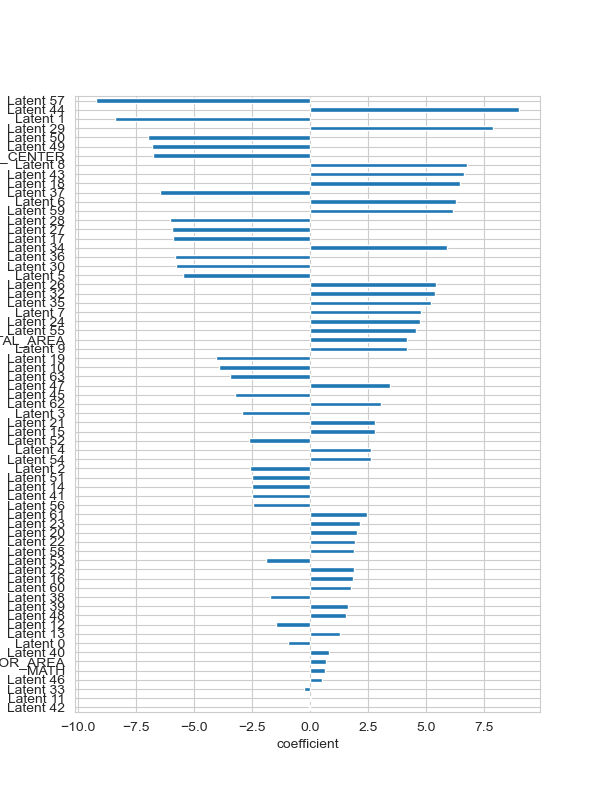 Latent 57
Latent 44
Latent 1
Latent 29
Latent 50
Latent 49
_CENTER
Latent 8
Latent 43
Latent 18
Latent 37
Latent 6
Latent 59
Latent 28
Latent 27
Latent 17
Latent 34
Latent 36
Latent 30
Latent 5
Latent 26
Latent 32
Latent 35
Latent 7
Latent 24
Latent 55
TAL_AREA
Latent 9
Latent 19
Latent 10
Latent 63
Latent 47
Latent 45
Latent 62
Latent 3
Latent 21
Latent 15
Latent 52
Latent 4
Latent 54
Latent 2
Latent 51
Latent 14
Latent 41
Latent 56
Latent 61
Latent 23
Latent 20
Latent 22
Latent 58
Latent 53
Latent 25
Latent 16
Latent 60
Latent 38
Latent 39
Latent 48
Latent 12
Latent 13
Latent 0
Latent 40
OR_AREA
_MATH
Latent 46
Latent 33
Latent 11
Latent 42
−10.0 −7.5 −5.0 −2.5 0.0 2.5 5.0 7.5
coefficient